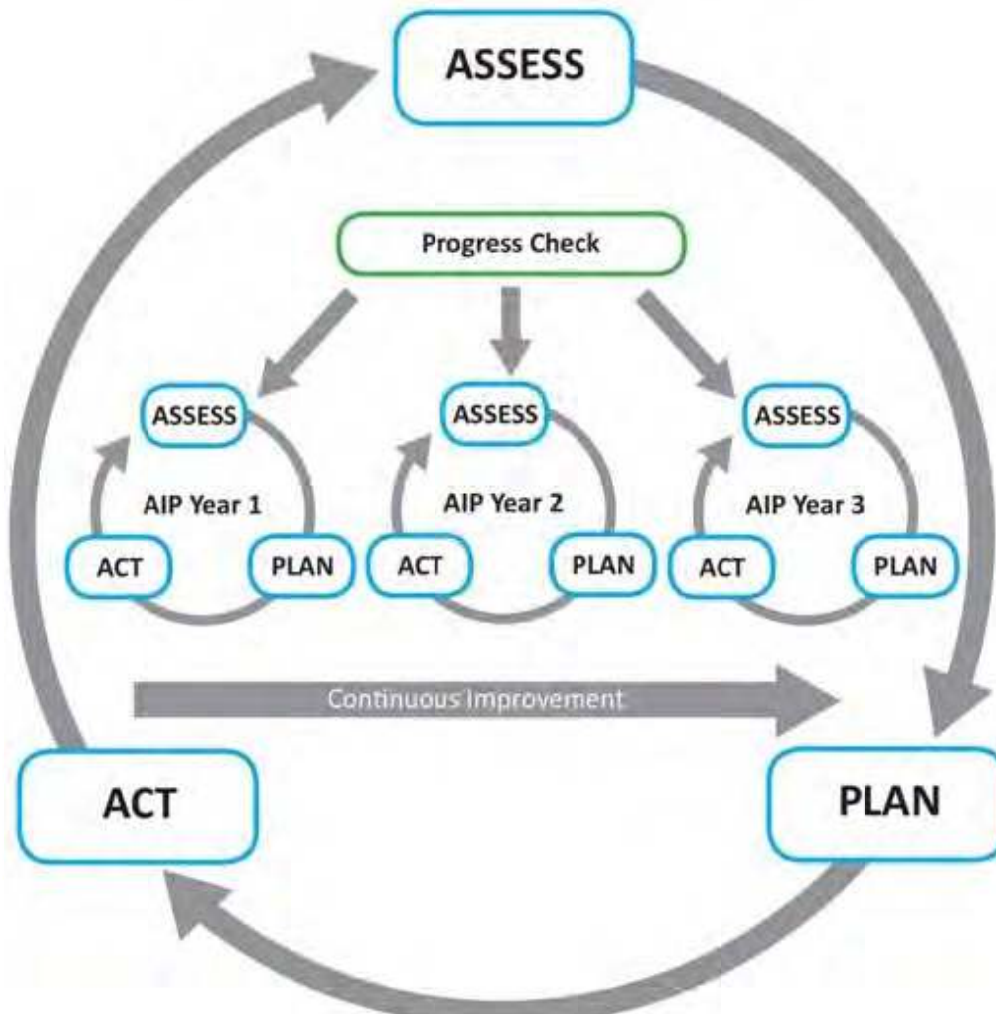 ASSESS
Progress Check
ASSESS
ASSESS
ASSESS
AIP Year 1
AIP Year 2
AIP Year 3
ACT
PLAN
ACT
PLAN
ACT
PLAN
Continuous Improvement
ACT
PLAN